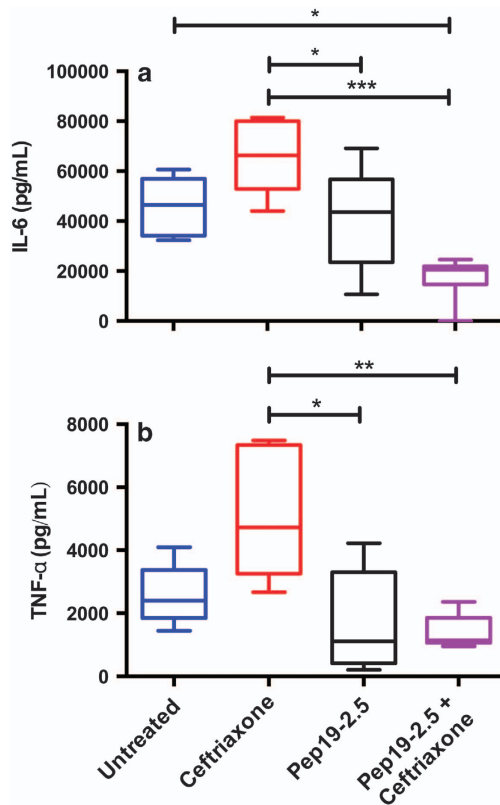 *
*
***
a
100000
80000
60000
40000
20000
0
IL-6 (pg/mL)
**
*
b
8000
6000
4000
2000
0
TNF-α (pg/mL)
Untreated
Ceftriaxone
Pep19-2.5
Pep19-2.5 +
Ceftriaxone